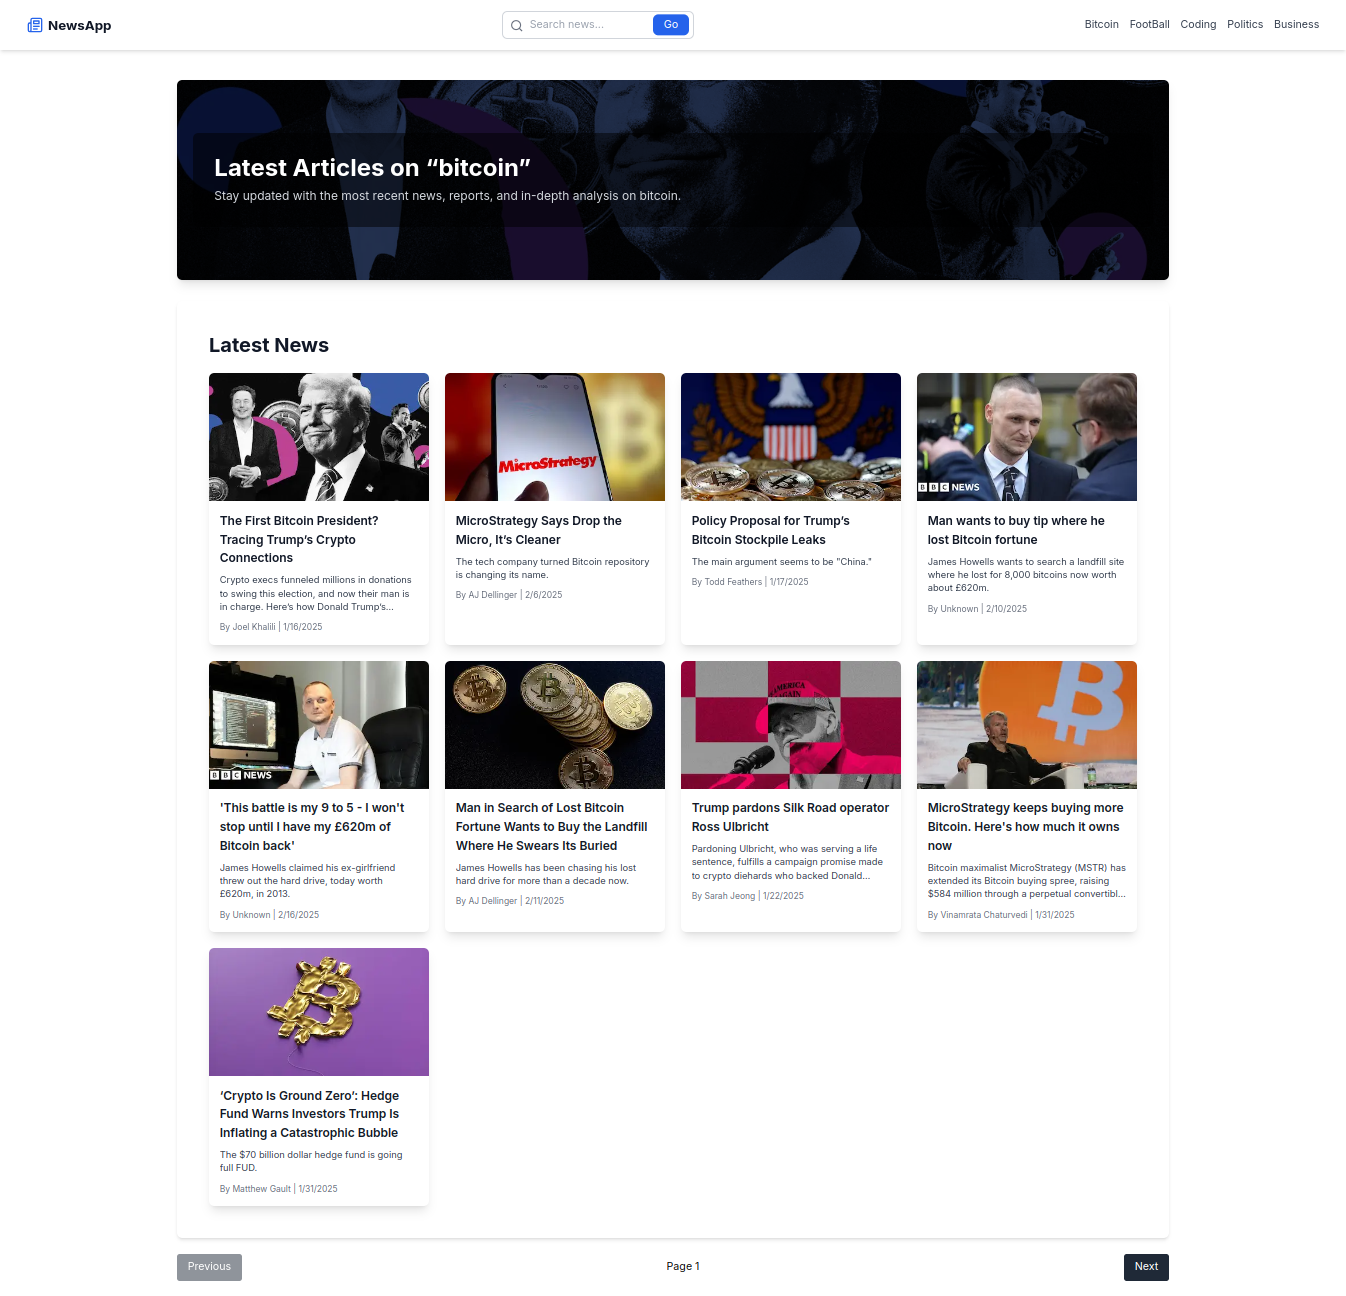 NewsApp
Search news...
Go
Bitcoin
FootBall
Coding
Politics
Business
Latest Articles on “bitcoin”
Stay updated with the most recent news, reports, and in-depth analysis on bitcoin.
Latest News
The First Bitcoin President?
Tracing Trump’s Crypto
Connections
Crypto execs funneled millions in donations
to swing this election, and now their man is
in charge. Here’s how Donald Trump’s...
By Joel Khalili | 1/16/2025
MicroStrategy
MicroStrategy Says Drop the
Micro, It’s Cleaner
The tech company turned Bitcoin repository
is changing its name.
By AJ Dellinger | 2/6/2025
Policy Proposal for Trump’s
Bitcoin Stockpile Leaks
The main argument seems to be "China."
By Todd Feathers | 1/17/2025
BBC NEWS
Man wants to buy tip where he
lost Bitcoin fortune
James Howells wants to search a landfill site
where he lost for 8,000 bitcoins now worth
about £620m.
By Unknown | 2/10/2025
BBC NEWS
'This battle is my 9 to 5 - I won't
stop until I have my £620m of
Bitcoin back'
James Howells claimed his ex-girlfriend
threw out the hard drive, today worth
£620m, in 2013.
By Unknown | 2/16/2025
Man in Search of Lost Bitcoin
Fortune Wants to Buy the Landfill
Where He Swears Its Buried
James Howells has been chasing his lost
hard drive for more than a decade now.
By AJ Dellinger | 2/11/2025
AMERICA
AGAIN
Trump pardons Silk Road operator
Ross Ulbricht
Pardoning Ulbricht, who was serving a life
sentence, fulfills a campaign promise made
to crypto diehards who backed Donald...
By Sarah Jeong | 1/22/2025
MicroStrategy keeps buying more
Bitcoin. Here's how much it owns
now
Bitcoin maximalist MicroStrategy (MSTR) has
extended its Bitcoin buying spree, raising
$584 million through a perpetual convertibl...
By Vinamrata Chaturvedi | 1/31/2025
‘Crypto Is Ground Zero’: Hedge
Fund Warns Investors Trump Is
Inflating a Catastrophic Bubble
The $70 billion dollar hedge fund is going
full FUD.
By Matthew Gault | 1/31/2025
Previous
Page 1
Next